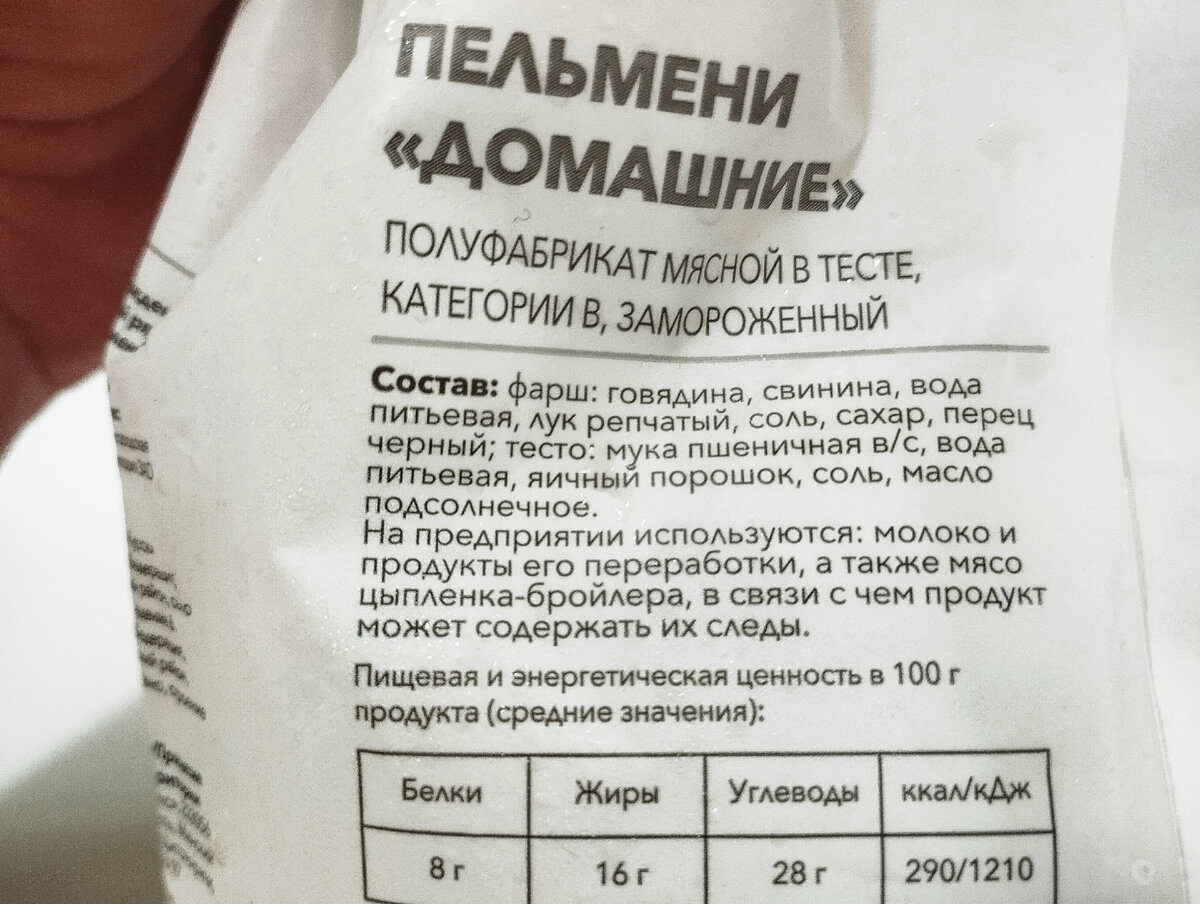 ПЕЛЬМЕНИ
«ДОМАШНИЕ»
ПОЛУФАБРИКАТ МЯСНОЙ В ТЕСТЕ,
КАТЕГОРИИ В, ЗАМОРОЖЕННЫЙ
Состав: фарш: говядина, свинина, вода
питьевая, лук репчатый, соль, сахар, перец
черный; тесто: мука пшеничная в/с, вода
питьевая, яичный порошок, соль, масло
подсолнечное.
На предприятии используются: молоко и
продукты его переработки, а также мясо
цыпленка-бройлера, в связи с чем продукт
может содержать их следы.
Пищевая и энергетическая ценность в 100 г
продукта (средние значения):
Белки Жиры Углеводы ккал/кДж
8 г 16 г 28 г 290/1210